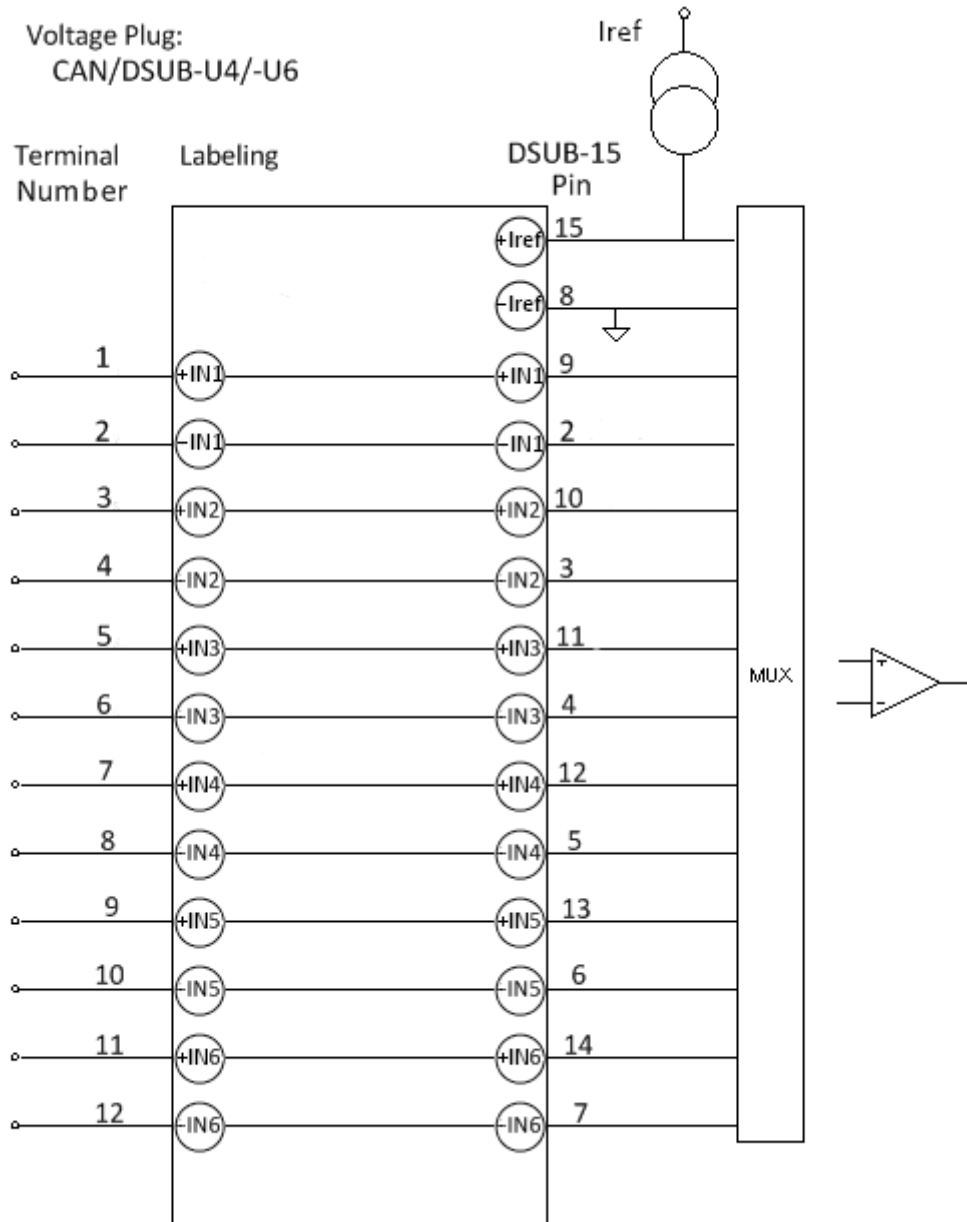 Voltage Plug:
CAN/DSUB-U4/-U6
Iref
Terminal Number
Labeling
DSUB-15 Pin
+Iref 15
-Iref 8
1 +IN1 +IN1 9
2 -IN1 -IN1 2
3 +IN2 +IN2 10
4 -IN2 -IN2 3
5 +IN3 +IN3 11
6 -IN3 -IN3 4
7 +IN4 +IN4 12
8 -IN4 -IN4 5
9 +IN5 +IN5 13
10 -IN5 -IN5 6
11 +IN6 +IN6 14
12 -IN6 -IN6 7
MUX
+
-